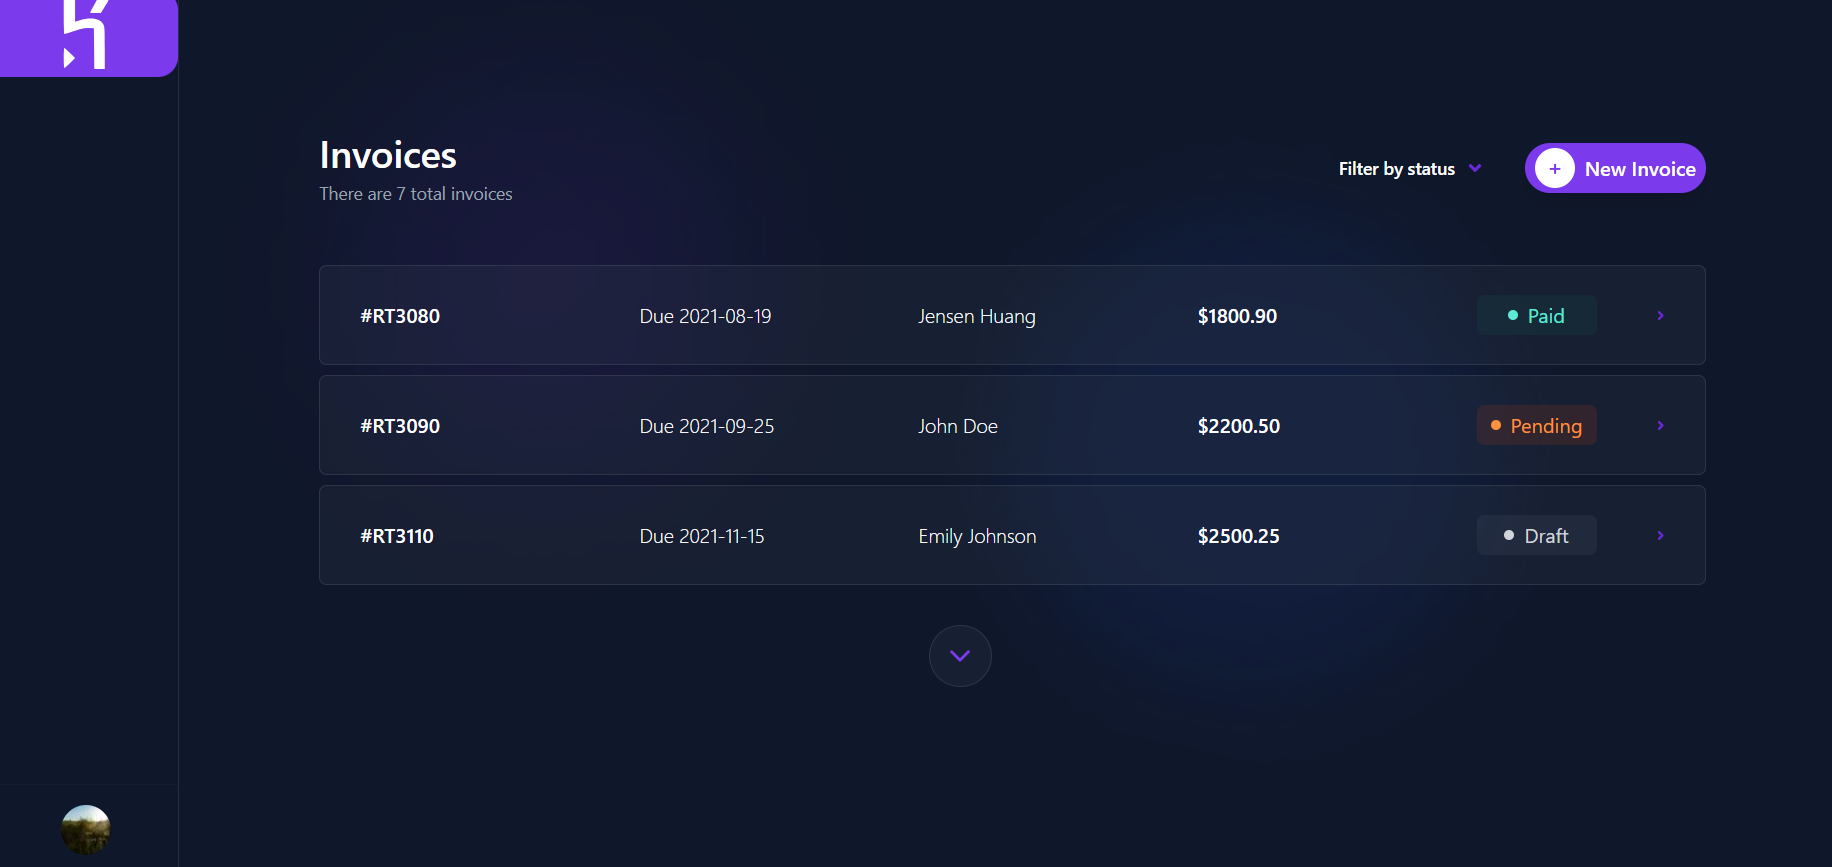 Invoices
There are 7 total invoices
Filter by status
+ New Invoice
#RT3080 Due 2021-08-19 Jensen Huang $1800.90 Paid
#RT3090 Due 2021-09-25 John Doe $2200.50 Pending
#RT3110 Due 2021-11-15 Emily Johnson $2500.25 Draft